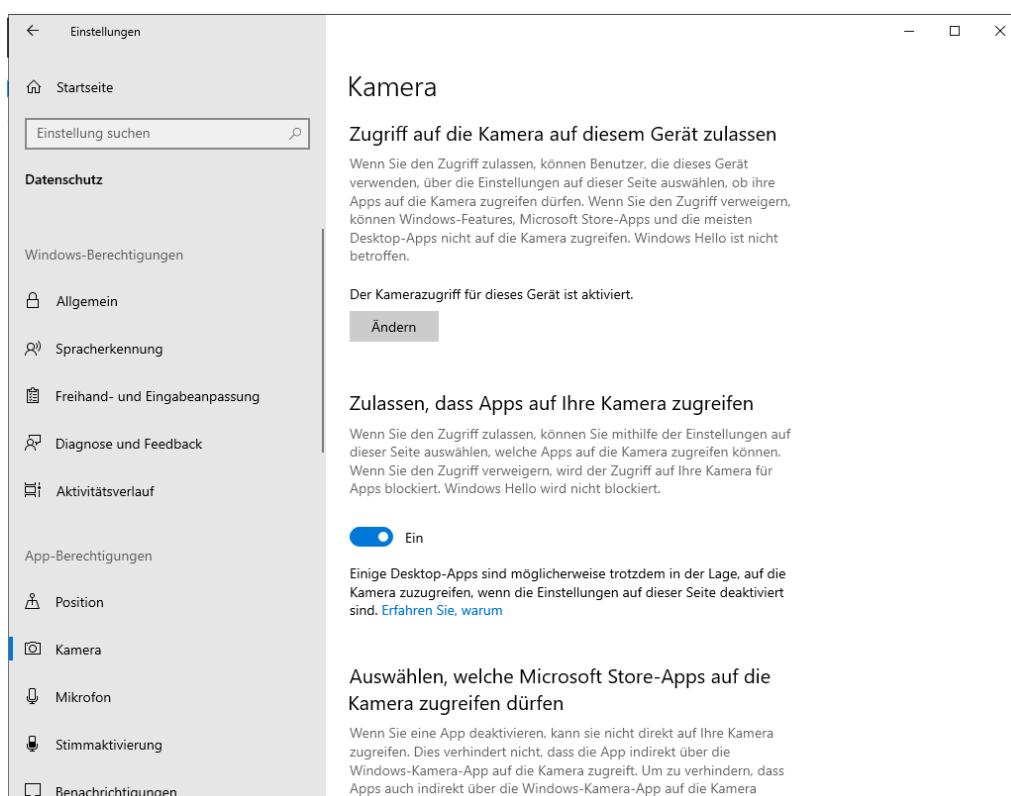 Einstellungen
Startseite
Einstellung suchen
Datenschutz
Windows-Berechtigungen
Allgemein
Spracherkennung
Freihand- und Eingabeanpassung
Diagnose und Feedback
Aktivitätsverlauf
App-Berechtigungen
Position
Kamera
Mikrofon
Stimmaktivierung
Benachrichtigungen
Kamera
Zugriff auf die Kamera auf diesem Gerät zulassen
Wenn Sie den Zugriff zulassen, können Benutzer, die dieses Gerät
verwenden, über die Einstellungen auf dieser Seite auswählen, ob ihre
Apps auf die Kamera zugreifen dürfen. Wenn Sie den Zugriff verweigern,
können Windows-Features, Microsoft Store-Apps und die meisten
Desktop-Apps nicht auf die Kamera zugreifen. Windows Hello ist nicht
betroffen.
Der Kamerazugriff für dieses Gerät ist aktiviert.
Ändern
Zulassen, dass Apps auf Ihre Kamera zugreifen
Wenn Sie den Zugriff zulassen, können Sie mithilfe der Einstellungen auf
dieser Seite auswählen, welche Apps auf die Kamera zugreifen können.
Wenn Sie den Zugriff verweigern, wird der Zugriff auf Ihre Kamera für
Apps blockiert. Windows Hello wird nicht blockiert.
Ein
Einige Desktop-Apps sind möglicherweise trotzdem in der Lage, auf die
Kamera zuzugreifen, wenn die Einstellungen auf dieser Seite deaktiviert
sind. Erfahren Sie, warum
Auswählen, welche Microsoft Store-Apps auf die
Kamera zugreifen dürfen
Wenn Sie eine App deaktivieren, kann sie nicht direkt auf Ihre Kamera
zugreifen. Dies verhindert nicht, dass die App indirekt über die
Windows-Kamera-App auf die Kamera zugreift. Um zu verhindern, dass
Apps auch indirekt über die Windows-Kamera-App auf die Kamera